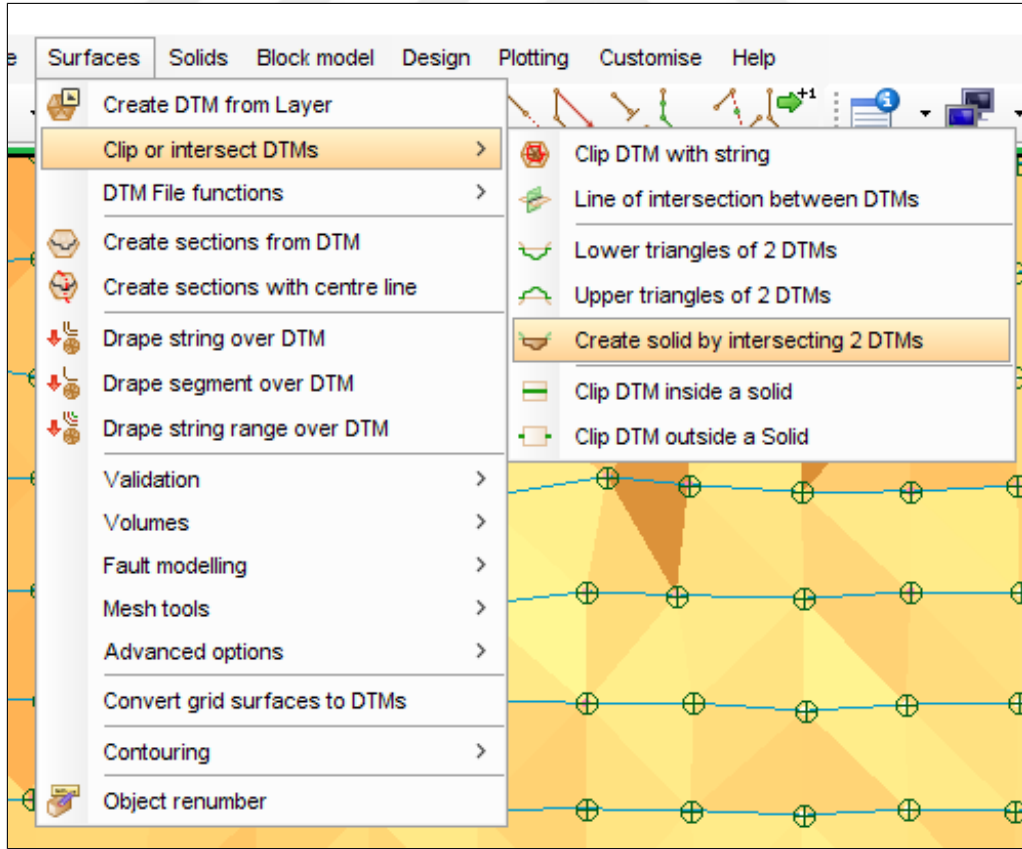 e Surfaces Solids Block model Design Plotting Customise Help
+1
Create DTM from Layer
Clip or intersect DTMs
DTM File functions
Create sections from DTM
Create sections with centre line
Drape string over DTM
Drape segment over DTM
Drape string range over DTM
Validation
Volumes
Fault modelling
Mesh tools
Advanced options
Convert grid surfaces to DTMs
Contouring
Object renumber
Clip DTM with string
Line of intersection between DTMs
Lower triangles of 2 DTMs
Upper triangles of 2 DTMs
Create solid by intersecting 2 DTMs
Clip DTM inside a solid
Clip DTM outside a Solid